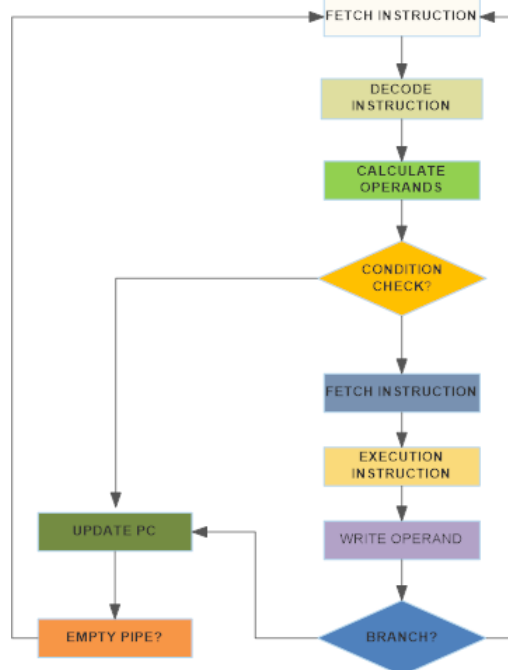 FETCH INSTRUCTION
DECODE
INSTRUCTION
CALCULATE
OPERANDS
CONDITION
CHECK?
FETCH INSTRUCTION
EXECUTION
INSTRUCTION
UPDATE PC
WRITE OPERAND
EMPTY PIPE?
BRANCH?